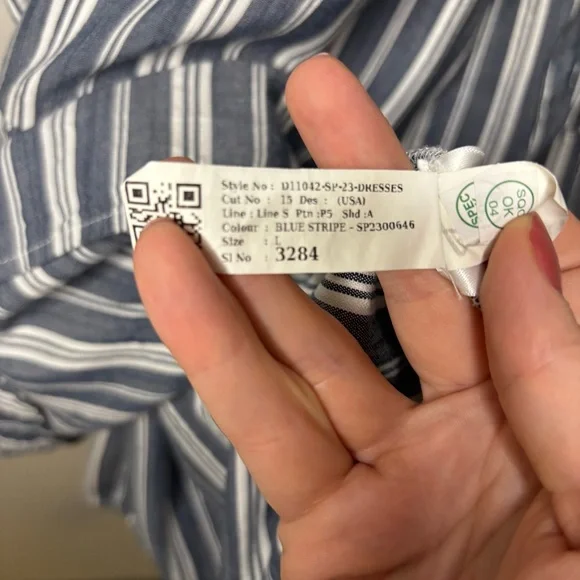 Style No : D11042-SP-23-DRESSES
Cut No : 15 Des : (USA)
Line : Line S Ptn :P5 Shd :A
Colour : BLUE STRIPE - SP2300646
Size : L
Sl No : 3284
OK
04